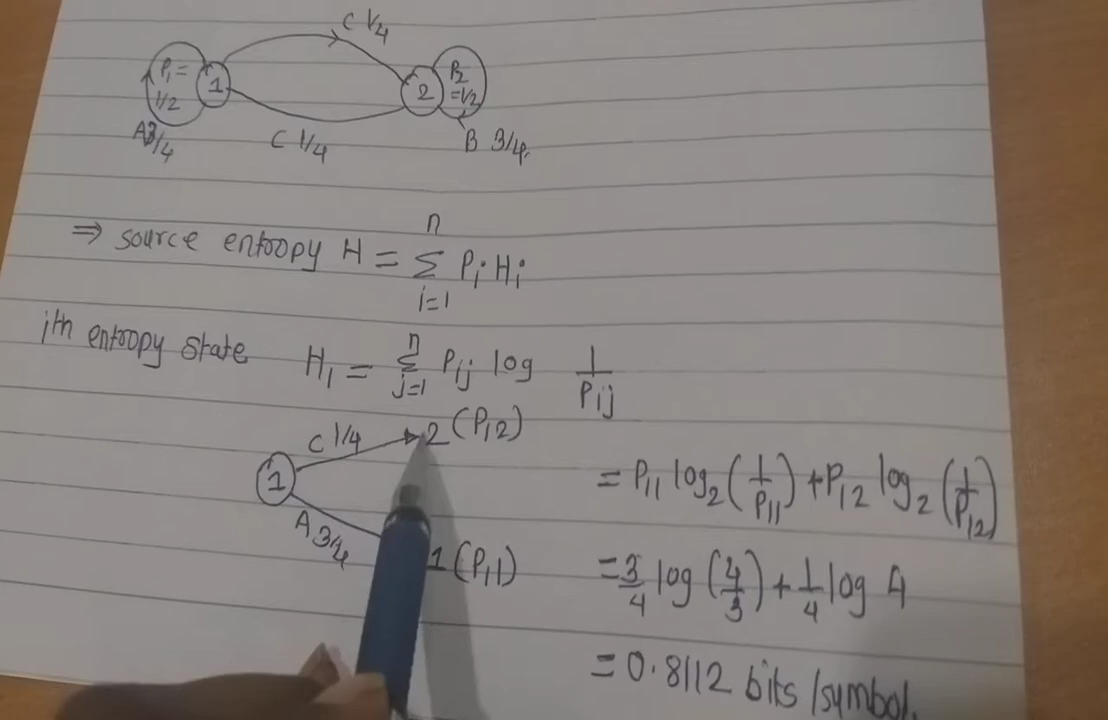 C 1/4
P1 = 1/2
1
2
P2 = 1/2
A 3/4
C 1/4
B 3/4.
⇒ source entropy H = n Σ i=1 Pi Hi
ith entropy state H1 = n Σ j=1 Pij log 1/Pij
C 1/4 2 (P12)
1
= P11 log2 (1/P11) + P12 log2 (1/P12)
A 3/4 1 (P11)
= 3/4 log (4/3) + 1/4 log 4
= 0.8112 bits /symbol.